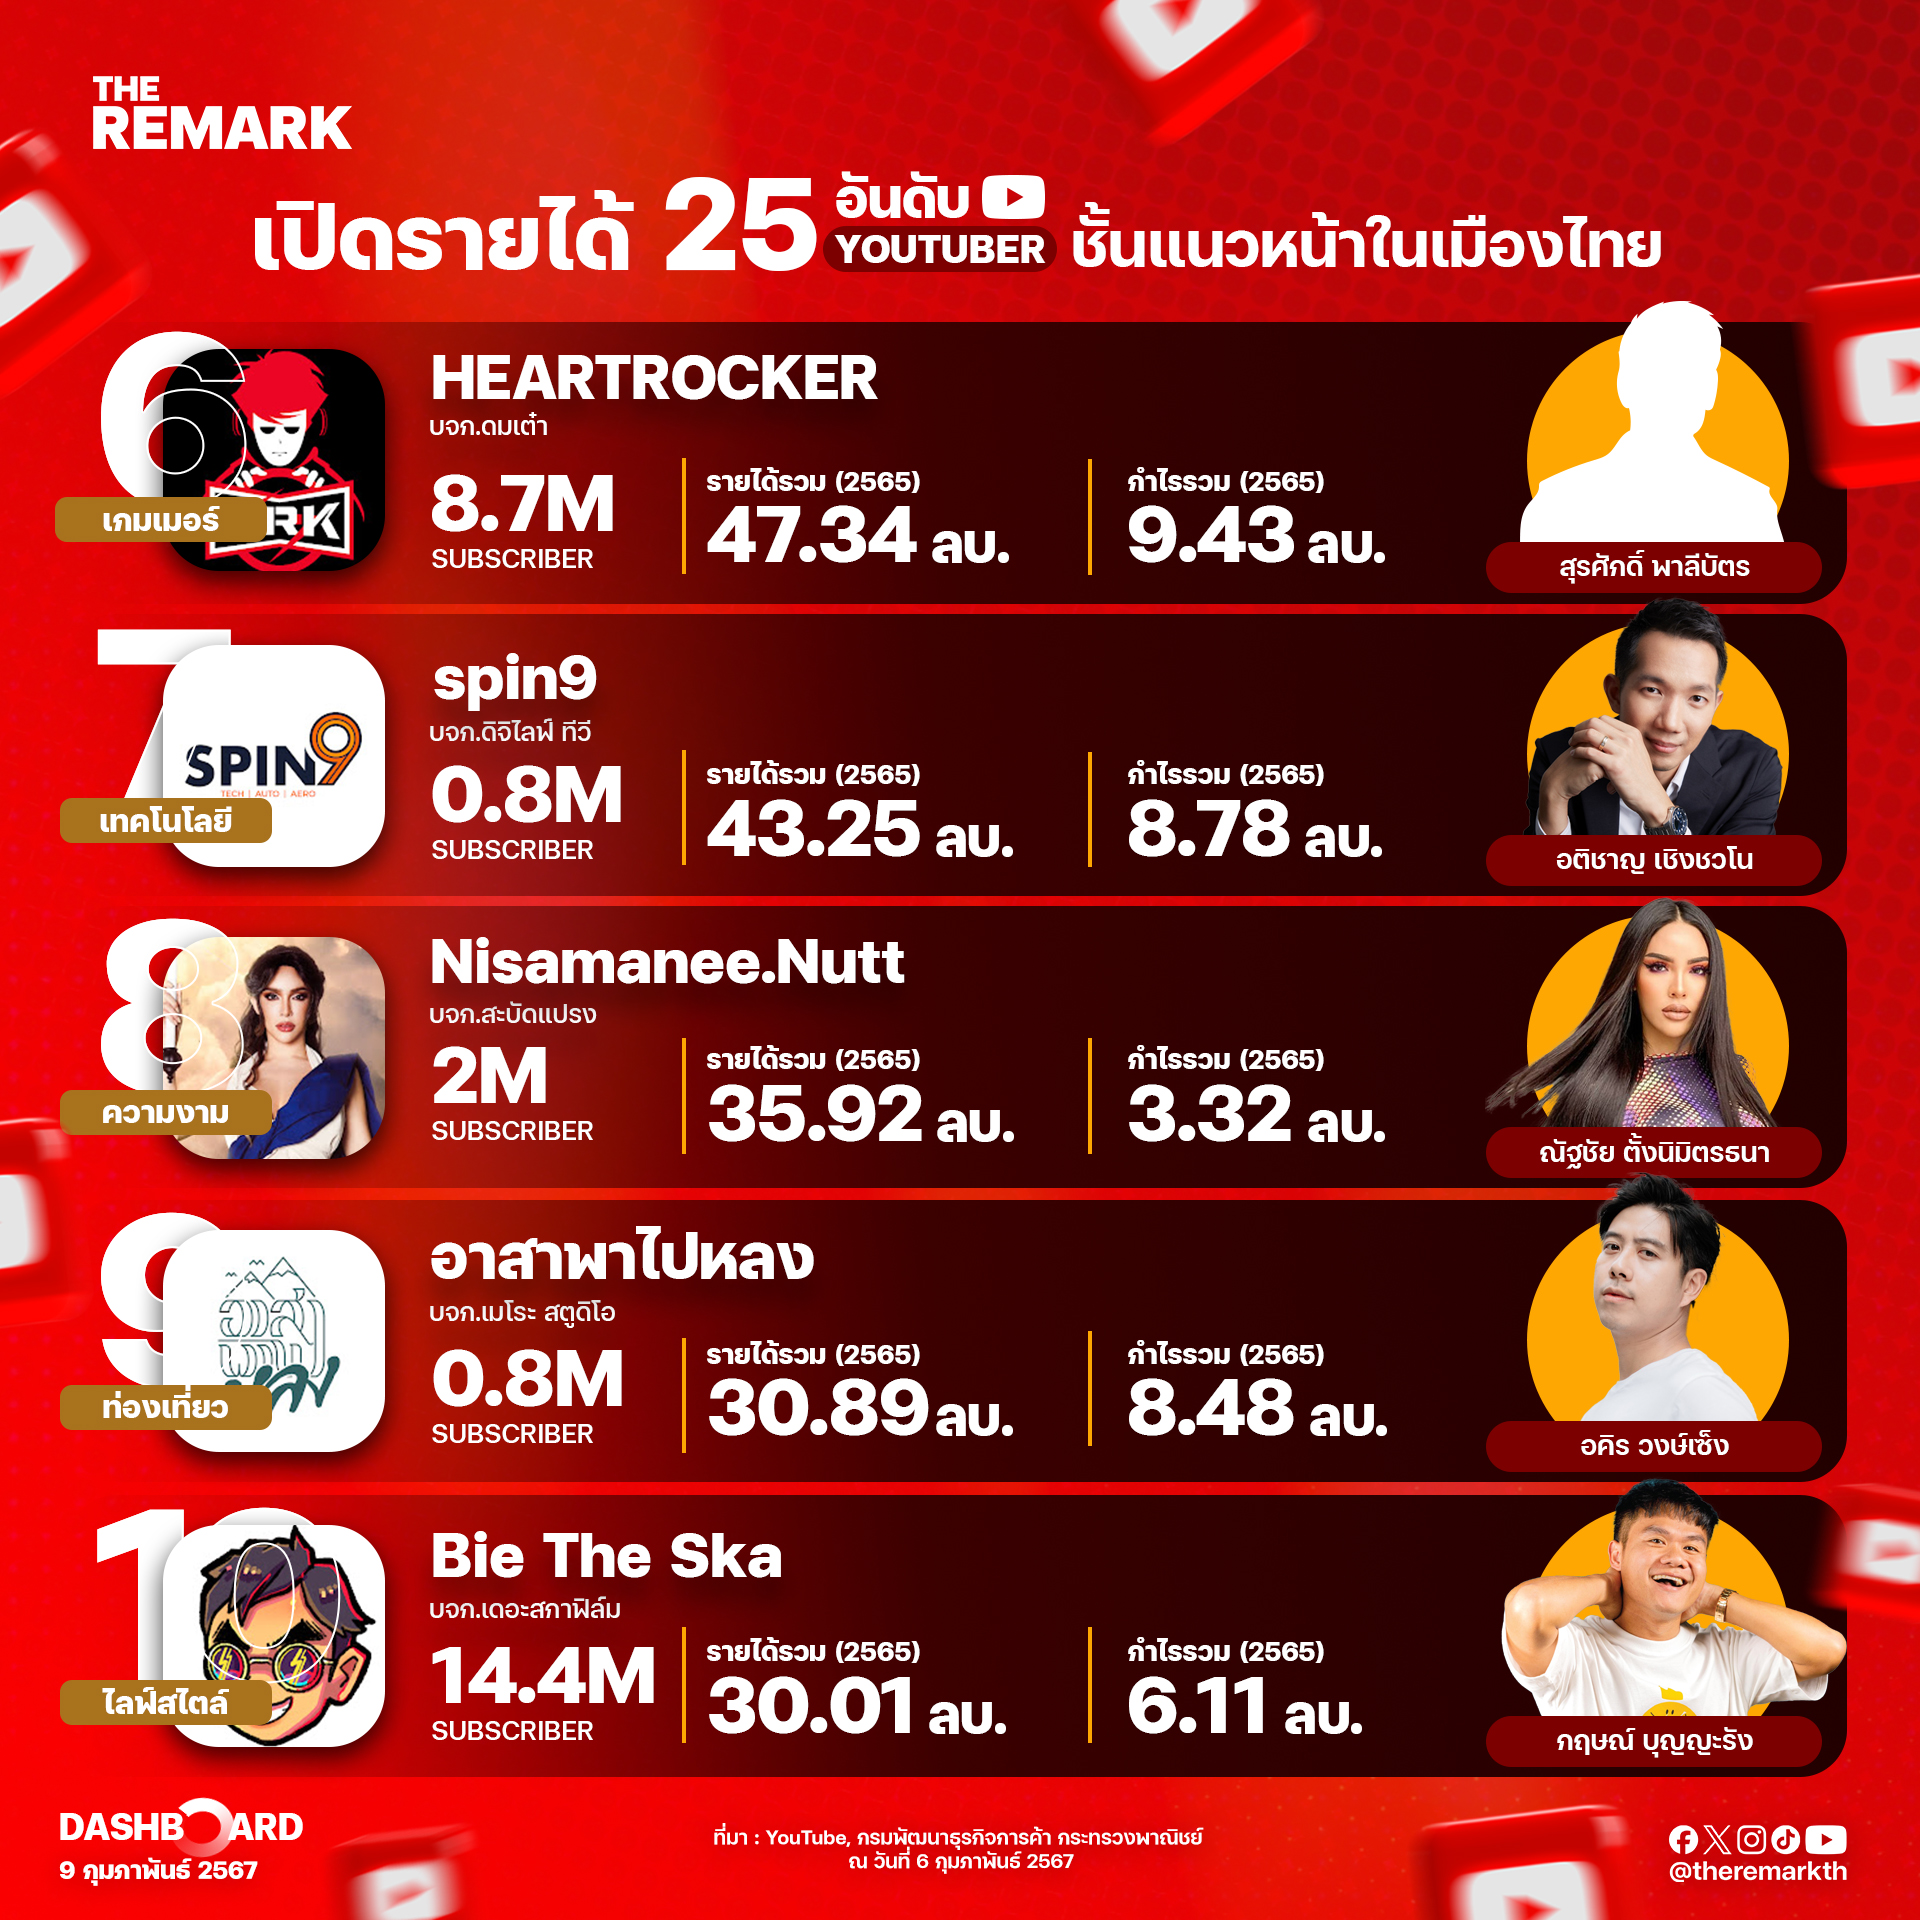 THE
REMARK
เปิดรายได้ 25 อันดับ YOUTUBER ชั้นแนวหน้าในเมืองไทย
6
เกมเมอร์
HEARTROCKER
บจก.ดมเต๋า
8.7M
SUBSCRIBER
รายได้รวม (2565)
47.34 ลบ.
กำไรรวม (2565)
9.43 ลบ.
สุรศักดิ์ พาลีบัตร
7
SPIN9
TECH | AUTO | AERO
เทคโนโลยี
spin9
บจก.ดิจิไลฟ์ ทีวี
0.8M
SUBSCRIBER
รายได้รวม (2565)
43.25 ลบ.
กำไรรวม (2565)
8.78 ลบ.
อติชาญ เชิงชวโน
8
ความงาม
Nisamanee.Nutt
บจก.สะบัดแปรง
2M
SUBSCRIBER
รายได้รวม (2565)
35.92 ลบ.
กำไรรวม (2565)
3.32 ลบ.
ณัฐชัย ตั้งนิมิตรธนา
9
ท่องเที่ยว
อาสาพาไปหลง
บจก.เมโระ สตูดิโอ
0.8M
SUBSCRIBER
รายได้รวม (2565)
30.89 ลบ.
กำไรรวม (2565)
8.48 ลบ.
อคิร วงษ์เซ็ง
10
ไลฟ์สไตล์
Bie The Ska
บจก.เดอะสกาฟิล์ม
14.4M
SUBSCRIBER
รายได้รวม (2565)
30.01 ลบ.
กำไรรวม (2565)
6.11 ลบ.
กฤษณ์ บุญญะรัง
DASHBOARD
9 กุมภาพันธ์ 2567
ที่มา : YouTube, กรมพัฒนาธุรกิจการค้า กระทรวงพาณิชย์
ณ วันที่ 6 กุมภาพันธ์ 2567
@theremarkth